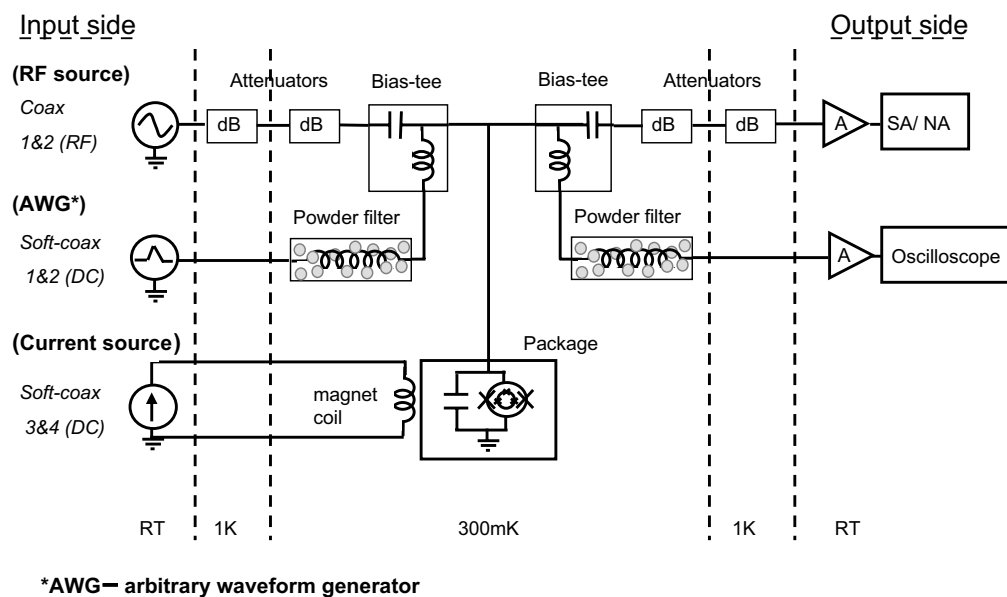 Input side
Output side
(RF source)
Attenuators
Bias-tee
Bias-tee
Attenuators
Coax
1&2 (RF)
dB
dB
dB
dB
A
SA/ NA
(AWG*)
Powder filter
Powder filter
Soft-coax
1&2 (DC)
A
Oscilloscope
(Current source)
Package
Soft-coax
3&4 (DC)
magnet
coil
RT
1K
300mK
1K
RT
*AWG− arbitrary waveform generator